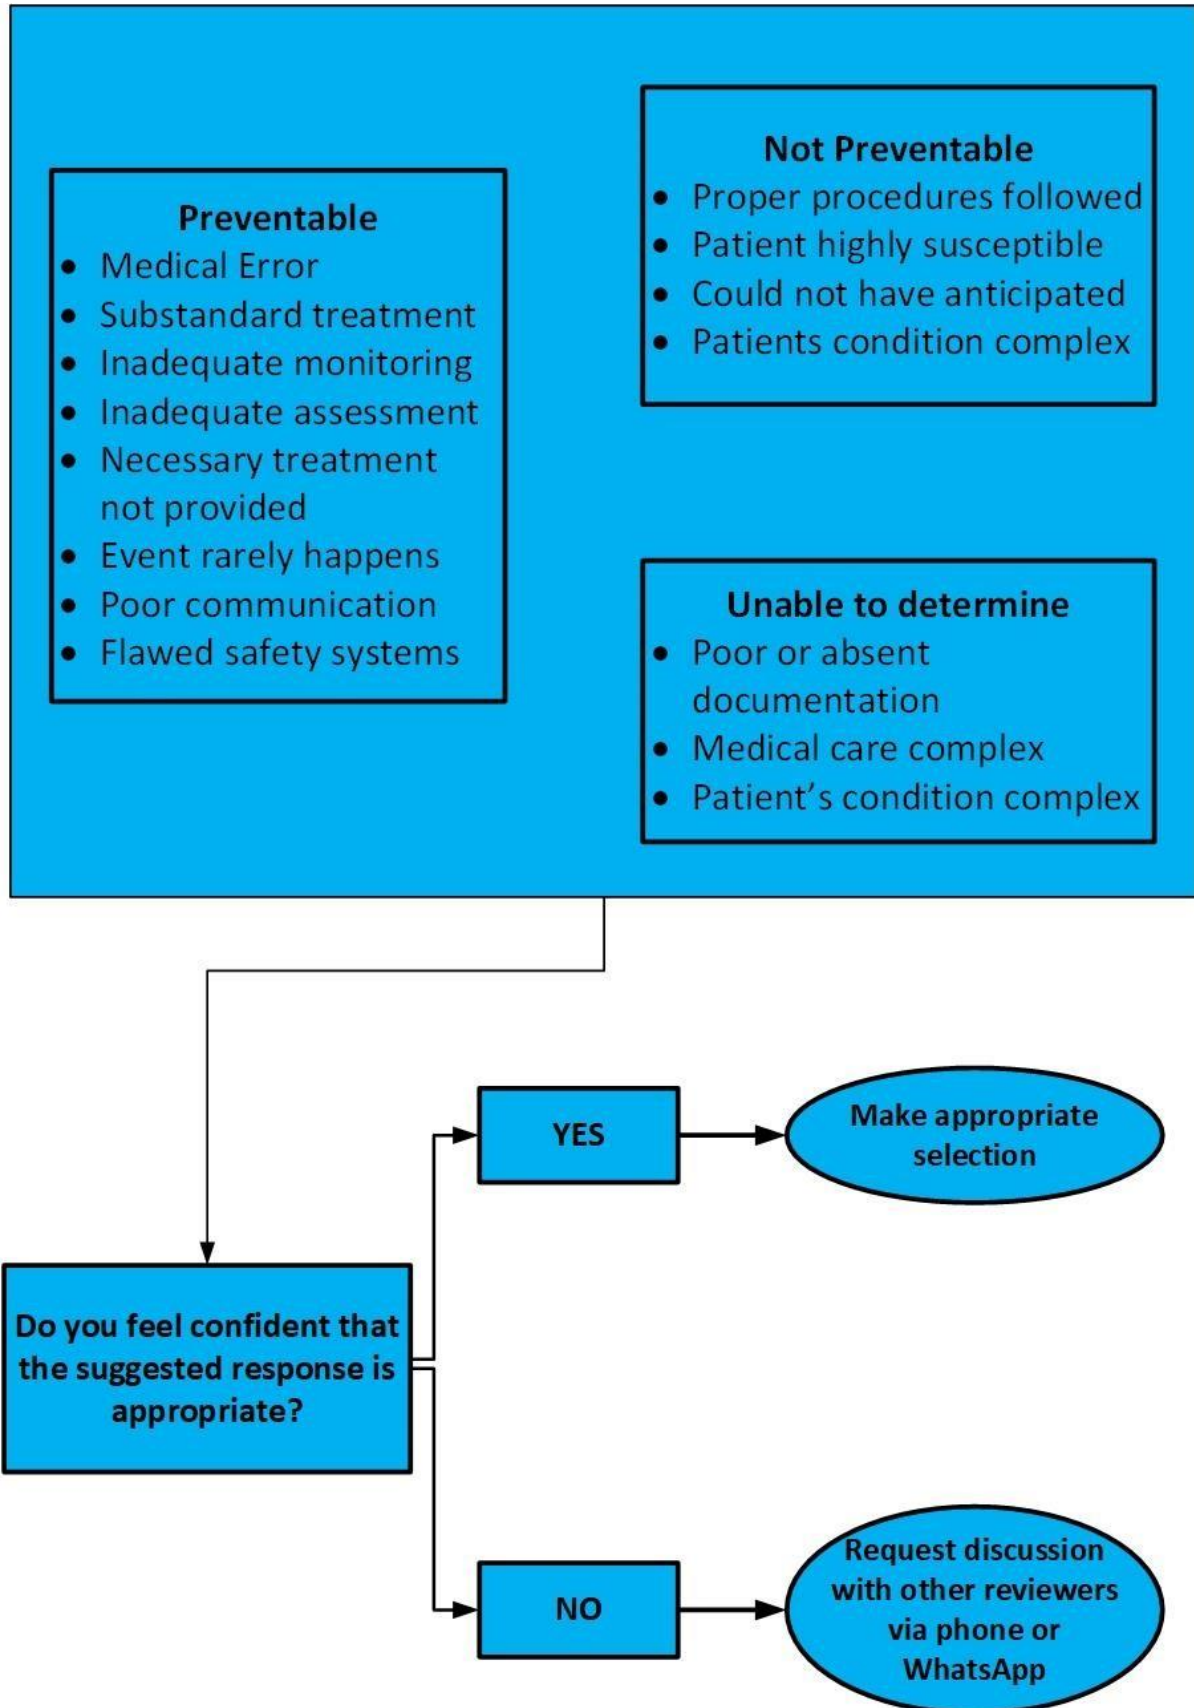 Preventable
• Medical Error
• Substandard treatment
• Inadequate monitoring
• Inadequate assessment
• Necessary treatment
not provided
• Event rarely happens
• Poor communication
• Flawed safety systems
Not Preventable
• Proper procedures followed
• Patient highly susceptible
• Could not have anticipated
• Patients condition complex
Unable to determine
• Poor or absent
documentation
• Medical care complex
• Patient’s condition complex
Do you feel confident that
the suggested response is
appropriate?
YES
Make appropriate
selection
NO
Request discussion
with other reviewers
via phone or
WhatsApp